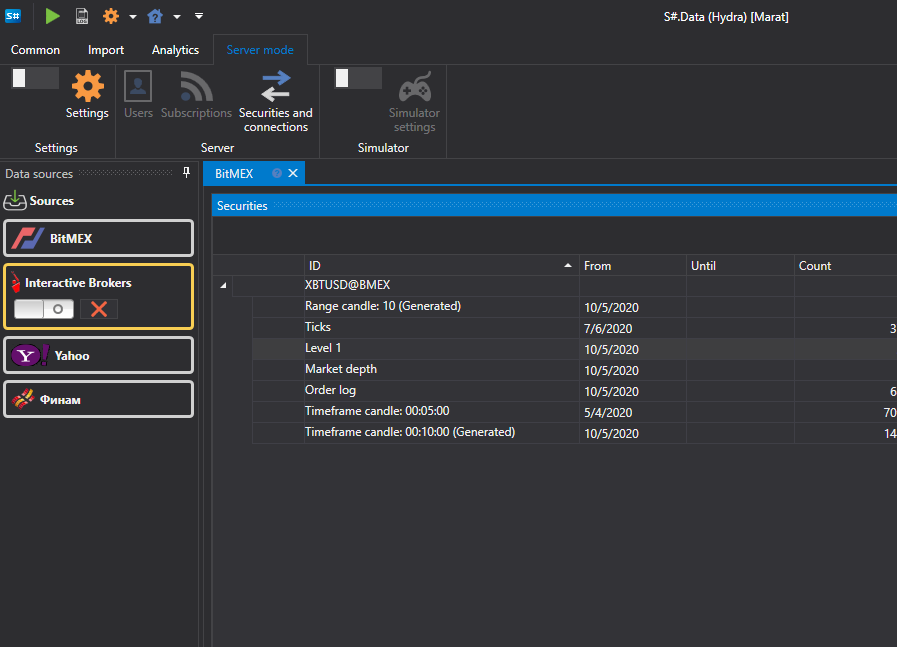 S#
S#.Data (Hydra) [Marat]
LOG
Common Import Analytics Server mode
Settings Users Subscriptions Securities and connections Simulator settings
Settings Server Simulator
Data sources
Sources
BitMEX
Interactive Brokers
Y! Yahoo
Финам
BitMEX
Securities
ID From Until Count
XBTUSD@BMEX
Range candle: 10 (Generated) 10/5/2020
Ticks 7/6/2020 3
Level 1 10/5/2020
Market depth 10/5/2020
Order log 10/5/2020 6
Timeframe candle: 00:05:00 5/4/2020 70
Timeframe candle: 00:10:00 (Generated) 10/5/2020 14